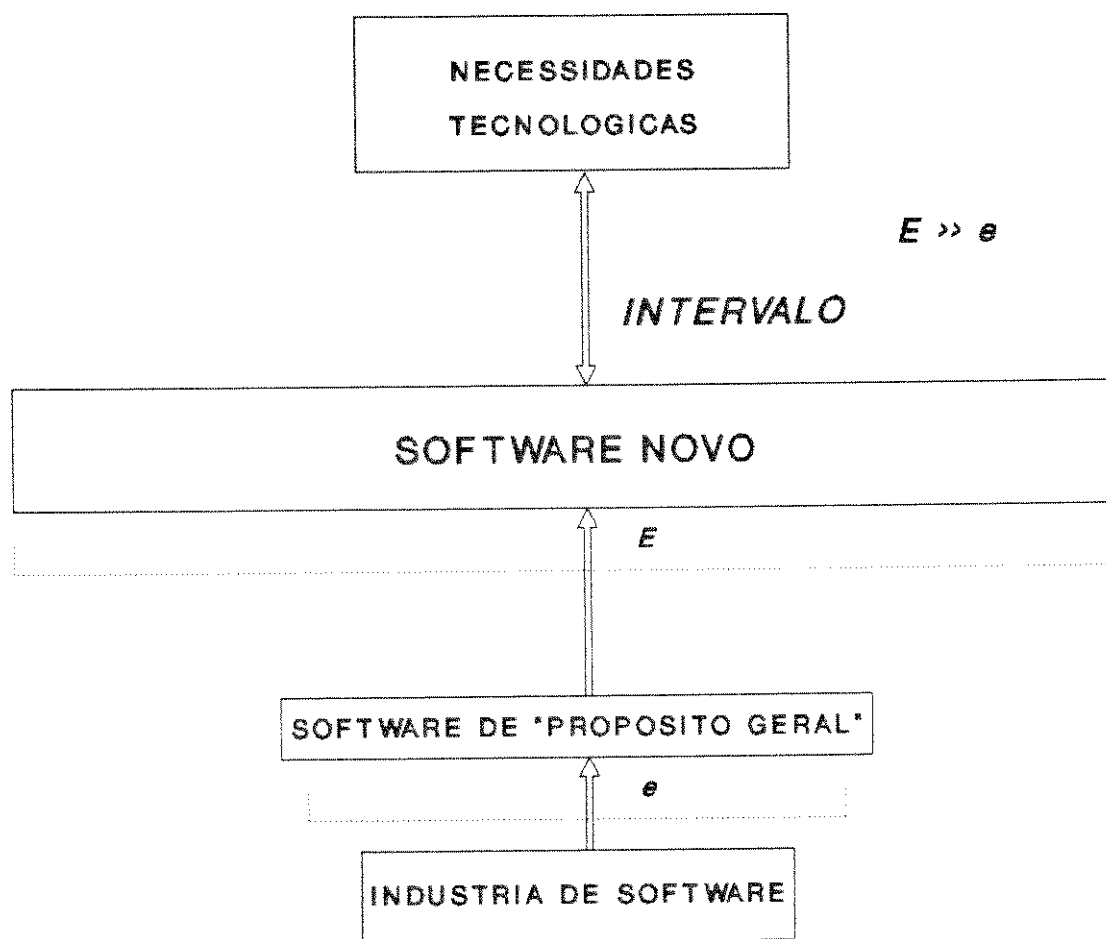 NECESSIDADES
TECNOLOGICAS
E >> e
INTERVALO
SOFTWARE NOVO
E
SOFTWARE DE "PROPOSITO GERAL"
e
INDUSTRIA DE SOFTWARE